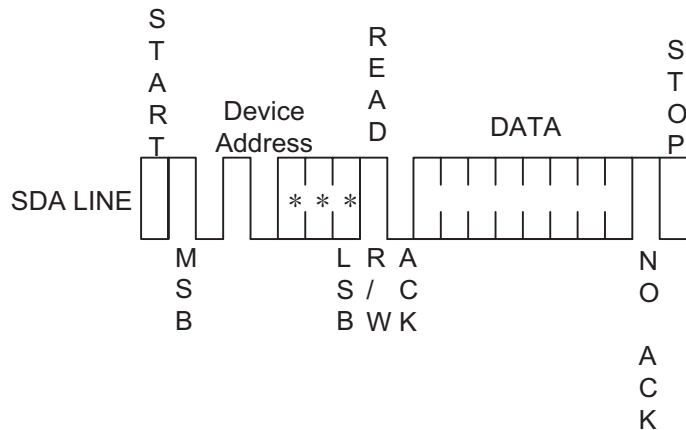 START
Device
Address
READ
DATA
STOP
SDA LINE
* * *
MSB
LSB
R/W
ACK
NO ACK